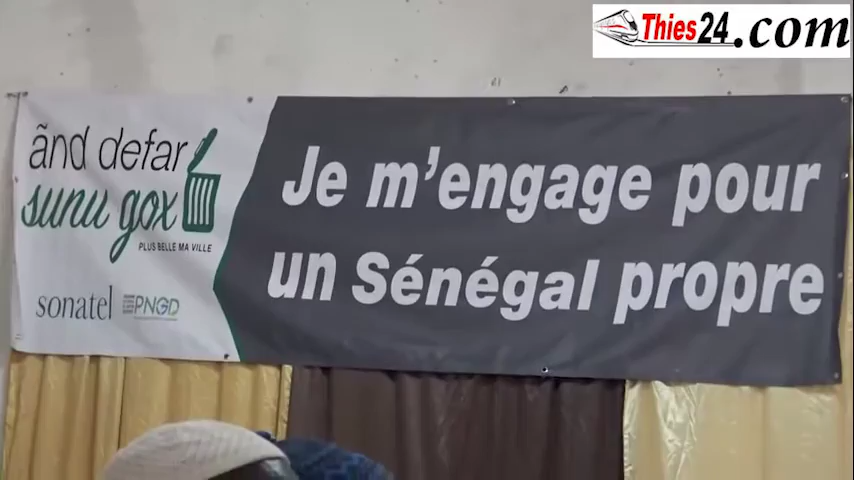 Thies24.com
ãnd defar
sunu gox
PLUS BELLE MA VILLE
sonatel
PNGD
Je m'engage pour
un Sénégal propre